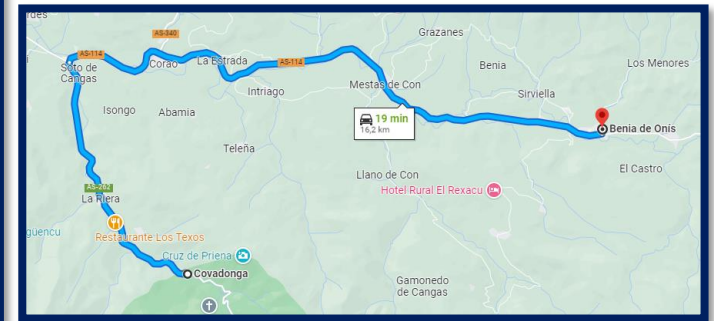 rdes
AS-340
Grazanes
AS-114
Corao
La Estrada
AS-114
Benia
Los Menores
Soto de
Cangas
Intriago
Mestas de Con
Sirviella
Isongo
Abamia
19 min
16,2 km
Benia de Onís
Teleña
El Castro
Llano de Con
AS-262
Hotel Rural El Rexacu
La Riera
guencu
Restaurante Los Texos
Cruz de Priena
Covadonga
Gamonedo
de Cangas